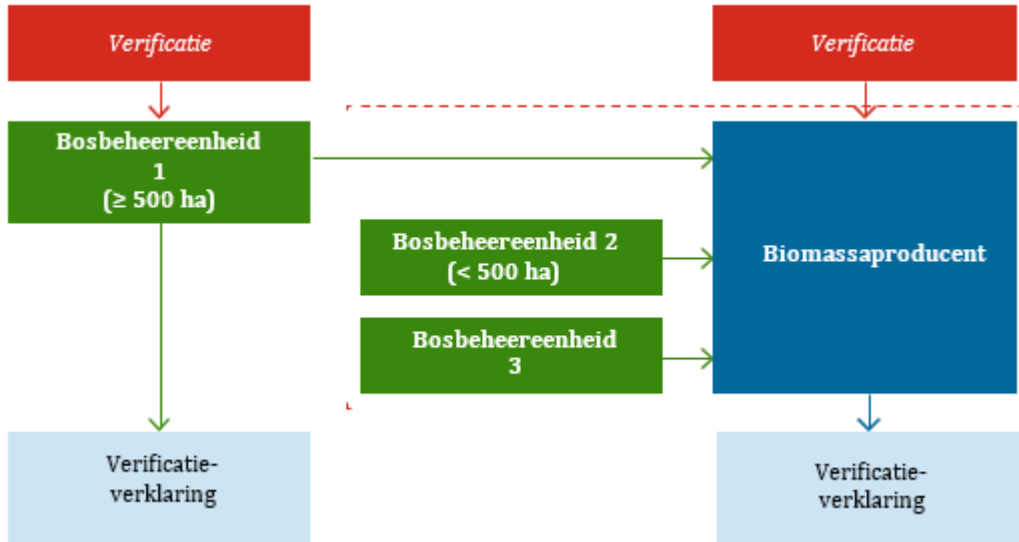 Verificatie
Verificatie
Bosbeheereenheid
1
(≥ 500 ha)
Bosbeheereenheid 2
(< 500 ha)
Biomassaproducent
Bosbeheereenheid
3
Verificatie-
verklaring
Verificatie-
verklaring